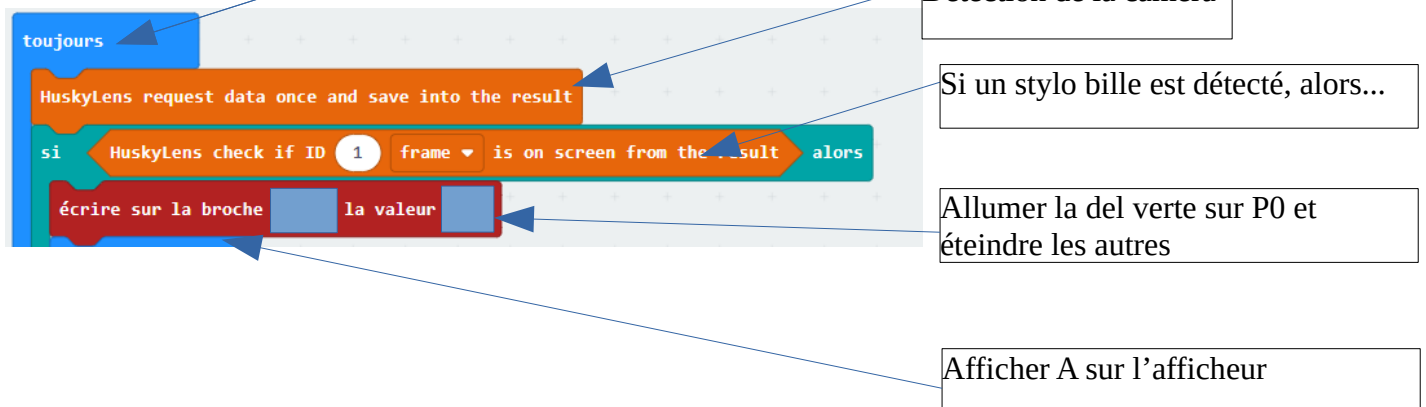 Détection de la caméra
toujours
HuskyLens request data once and save into the result
Si un stylo bille est détecté, alors...
si HuskyLens check if ID 1 frame is on screen from the result alors
écrire sur la broche la valeur
Allumer la del verte sur P0 et
éteindre les autres
Afficher A sur l’afficheur